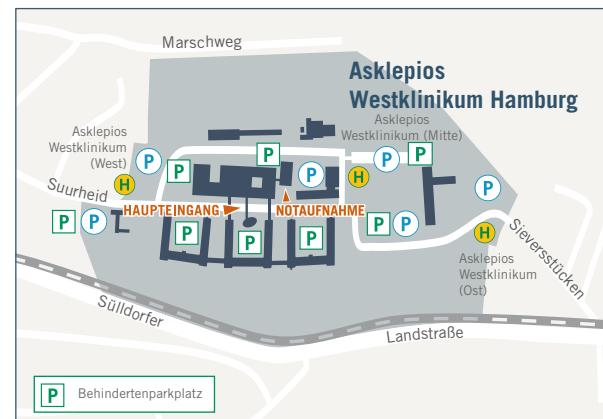 Marschweg
Asklepios
Westklinikum Hamburg
Asklepios
Westklinikum (Mitte)
Asklepios
Westklinikum
(West)
P
P
P
P
P
P
H
P
H
P
Suurheid
HAUPTEINGANG
NOTAUFNAHME
P
P
P
P
P
P
P
H
Sieversstücken
Asklepios
Westklinikum
(Ost)
Sülldorfer
Landstraße
P
Behindertenparkplatz